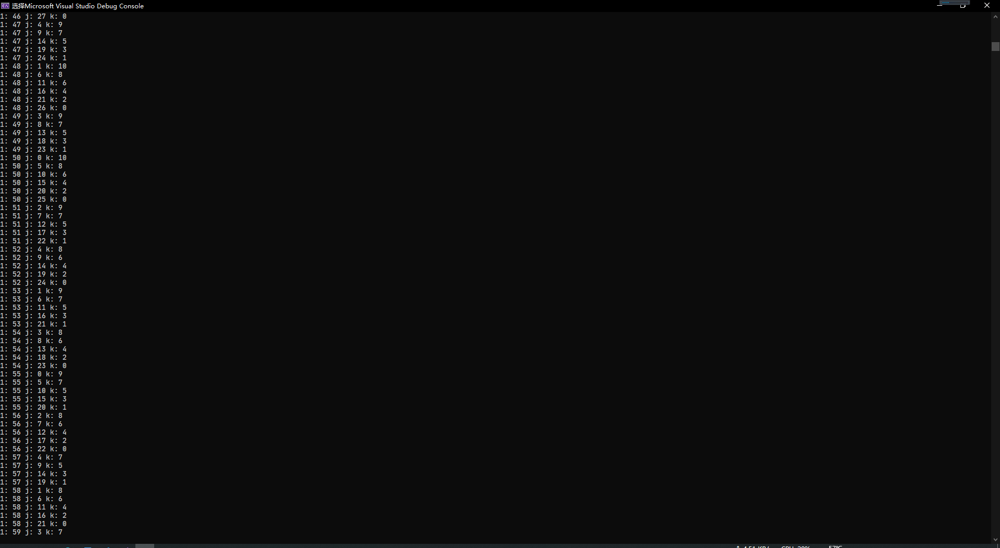 选择Microsoft Visual Studio Debug Console
1: 46 j: 27 k: 0
1: 47 j: 4 k: 9
1: 47 j: 9 k: 7
1: 47 j: 14 k: 5
1: 47 j: 19 k: 3
1: 47 j: 24 k: 1
1: 48 j: 1 k: 10
1: 48 j: 6 k: 8
1: 48 j: 11 k: 6
1: 48 j: 16 k: 4
1: 48 j: 21 k: 2
1: 48 j: 26 k: 0
1: 49 j: 3 k: 9
1: 49 j: 8 k: 7
1: 49 j: 13 k: 5
1: 49 j: 18 k: 3
1: 49 j: 23 k: 1
1: 50 j: 0 k: 10
1: 50 j: 5 k: 8
1: 50 j: 10 k: 6
1: 50 j: 15 k: 4
1: 50 j: 20 k: 2
1: 50 j: 25 k: 0
1: 51 j: 2 k: 9
1: 51 j: 7 k: 7
1: 51 j: 12 k: 5
1: 51 j: 17 k: 3
1: 51 j: 22 k: 1
1: 52 j: 4 k: 8
1: 52 j: 9 k: 6
1: 52 j: 14 k: 4
1: 52 j: 19 k: 2
1: 52 j: 24 k: 0
1: 53 j: 1 k: 9
1: 53 j: 6 k: 7
1: 53 j: 11 k: 5
1: 53 j: 16 k: 3
1: 53 j: 21 k: 1
1: 54 j: 3 k: 8
1: 54 j: 8 k: 6
1: 54 j: 13 k: 4
1: 54 j: 18 k: 2
1: 54 j: 23 k: 0
1: 55 j: 0 k: 9
1: 55 j: 5 k: 7
1: 55 j: 10 k: 5
1: 55 j: 15 k: 3
1: 55 j: 20 k: 1
1: 56 j: 2 k: 8
1: 56 j: 7 k: 6
1: 56 j: 12 k: 4
1: 56 j: 17 k: 2
1: 56 j: 22 k: 0
1: 57 j: 4 k: 7
1: 57 j: 9 k: 5
1: 57 j: 14 k: 3
1: 57 j: 19 k: 1
1: 58 j: 1 k: 8
1: 58 j: 6 k: 6
1: 58 j: 11 k: 4
1: 58 j: 16 k: 2
1: 58 j: 21 k: 0
1: 59 j: 3 k: 7